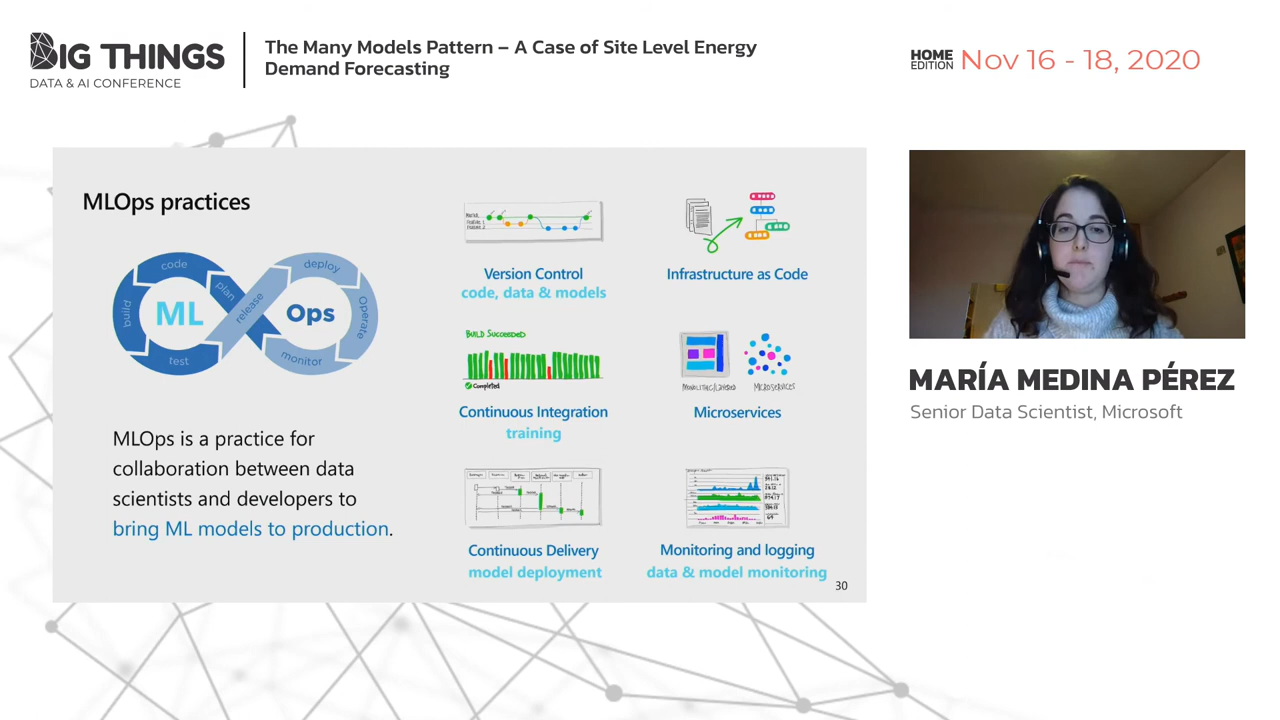 BIG THINGS
DATA & AI CONFERENCE
The Many Models Pattern – A Case of Site Level Energy
Demand Forecasting
HOME
EDITION
Nov 16 - 18, 2020
MLOps practices
code
build
plan
test
release
deploy
Operate
monitor
ML
Ops
MLOps is a practice for
collaboration between data
scientists and developers to
bring ML models to production.
Version Control
code, data & models
Infrastructure as Code
BUILD SUCCEEDED
Completed
Continuous Integration
training
MONOLITHIC/LAYERED
MICROSERVICES
Microservices
Continuous Delivery
model deployment
Monitoring and logging
data & model monitoring
30
MARÍA MEDINA PÉREZ
Senior Data Scientist, Microsoft